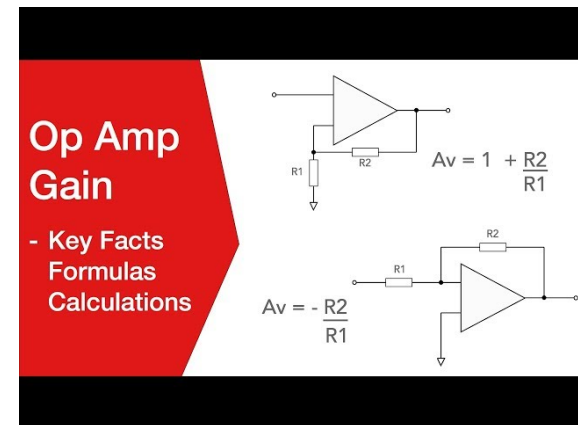 Op Amp
Gain
- Key Facts
Formulas
Calculations
R1
R2
Av = 1 + R2
R1
R1
R2
Av = - R2
R1